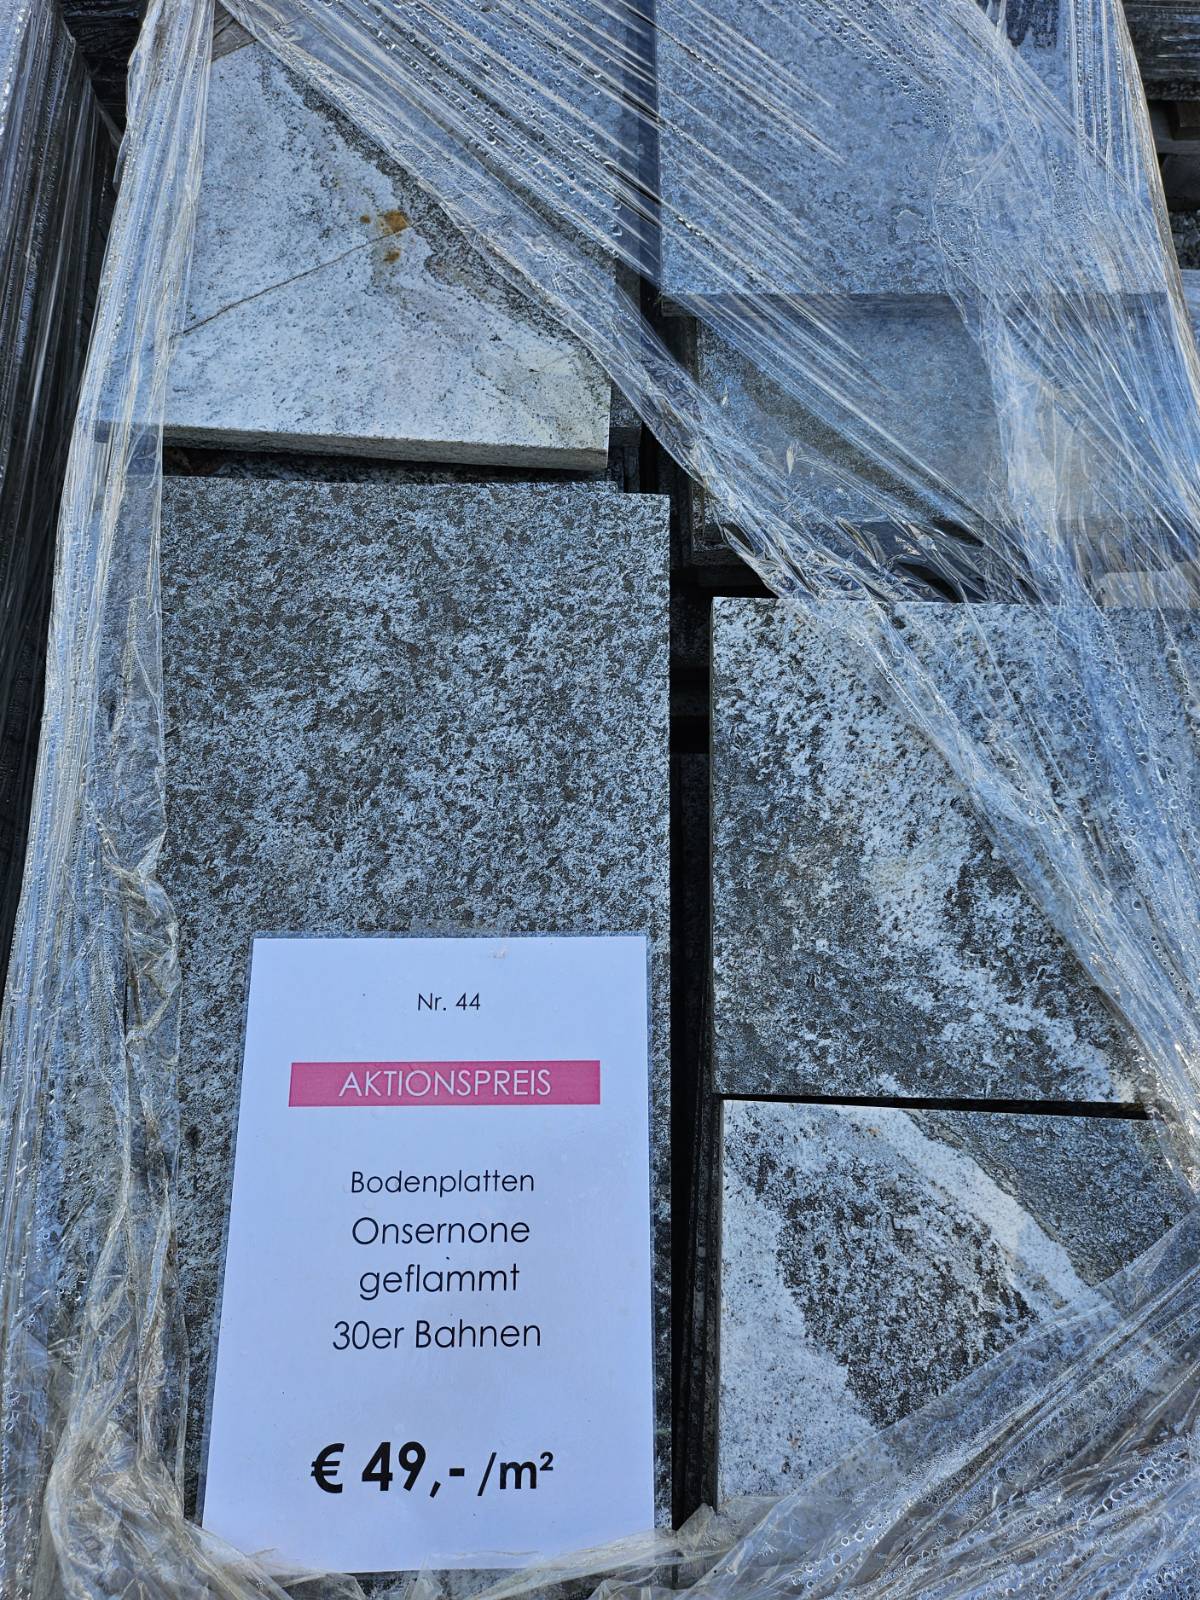 Nr. 44
AKTIONSPREIS
Bodenplatten
Onsernone
geflammt
30er Bahnen
€ 49,- /m²